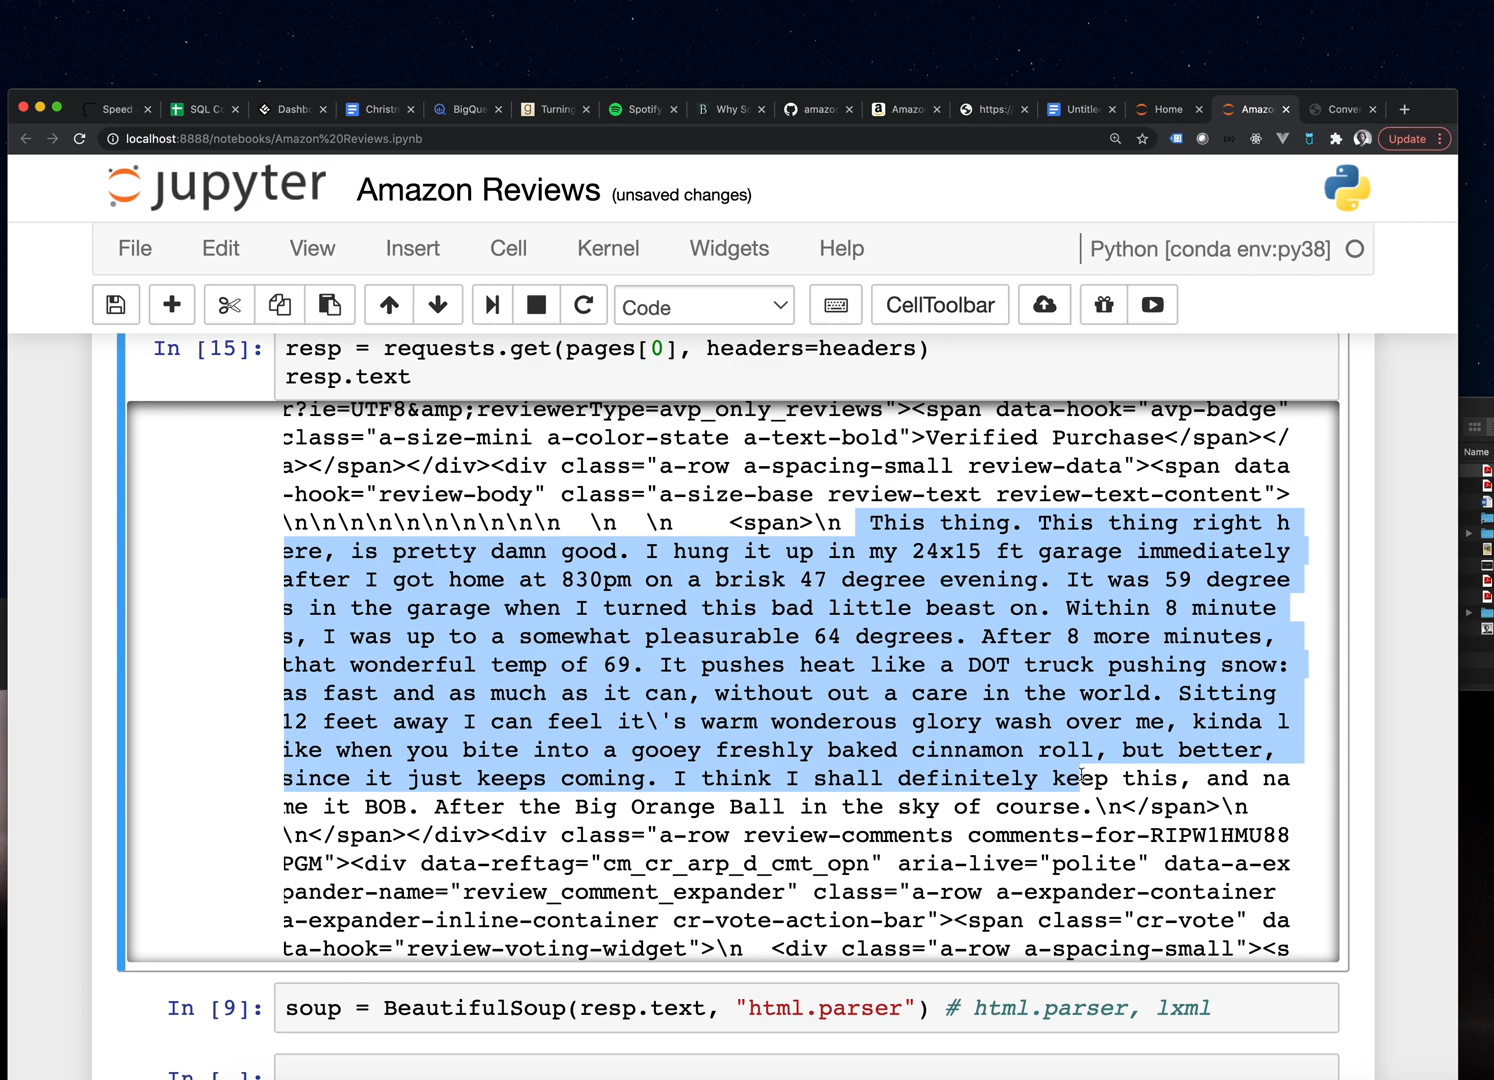 Speed
SQL Co
Dashbo
Christm
BigQue
Turning
Spotify
Why Sc
amazor
Amazo
https:/
Untitle
Home
Amazo
Conver
localhost:8888/notebooks/Amazon%20Reviews.ipynb
Update
jupyter Amazon Reviews (unsaved changes)
File Edit View Insert Cell Kernel Widgets Help Python [conda env:py38]
Code CellToolbar
Name
In [15]: resp = requests.get(pages[0], headers=headers)
resp.text
r?ie=UTF8&amp;reviewerType=avp_only_reviews"><span data-hook="avp-badge"
class="a-size-mini a-color-state a-text-bold">Verified Purchase</span></
a></span></div><div class="a-row a-spacing-small review-data"><span data
-hook="review-body" class="a-size-base review-text review-text-content">
\n\n\n\n\n\n\n\n\n\n  \n  \n    <span>\n  This thing. This thing right h
ere, is pretty damn good. I hung it up in my 24x15 ft garage immediately
after I got home at 830pm on a brisk 47 degree evening. It was 59 degree
s in the garage when I turned this bad little beast on. Within 8 minute
s, I was up to a somewhat pleasurable 64 degrees. After 8 more minutes,
that wonderful temp of 69. It pushes heat like a DOT truck pushing snow:
as fast and as much as it can, without out a care in the world. Sitting
12 feet away I can feel it\'s warm wonderous glory wash over me, kinda l
ike when you bite into a gooey freshly baked cinnamon roll, but better,
since it just keeps coming. I think I shall definitely keep this, and na
me it BOB. After the Big Orange Ball in the sky of course.\n</span>\n
\n</span></div><div class="a-row review-comments comments-for-RIPW1HMU88
PGM"><div data-reftag="cm_cr_arp_d_cmt_opn" aria-live="polite" data-a-ex
pander-name="review_comment_expander" class="a-row a-expander-container
a-expander-inline-container cr-vote-action-bar"><span class="cr-vote" da
ta-hook="review-voting-widget">\n  <div class="a-row a-spacing-small"><s
In [9]: soup = BeautifulSoup(resp.text, "html.parser") # html.parser, lxml
In [ ]: